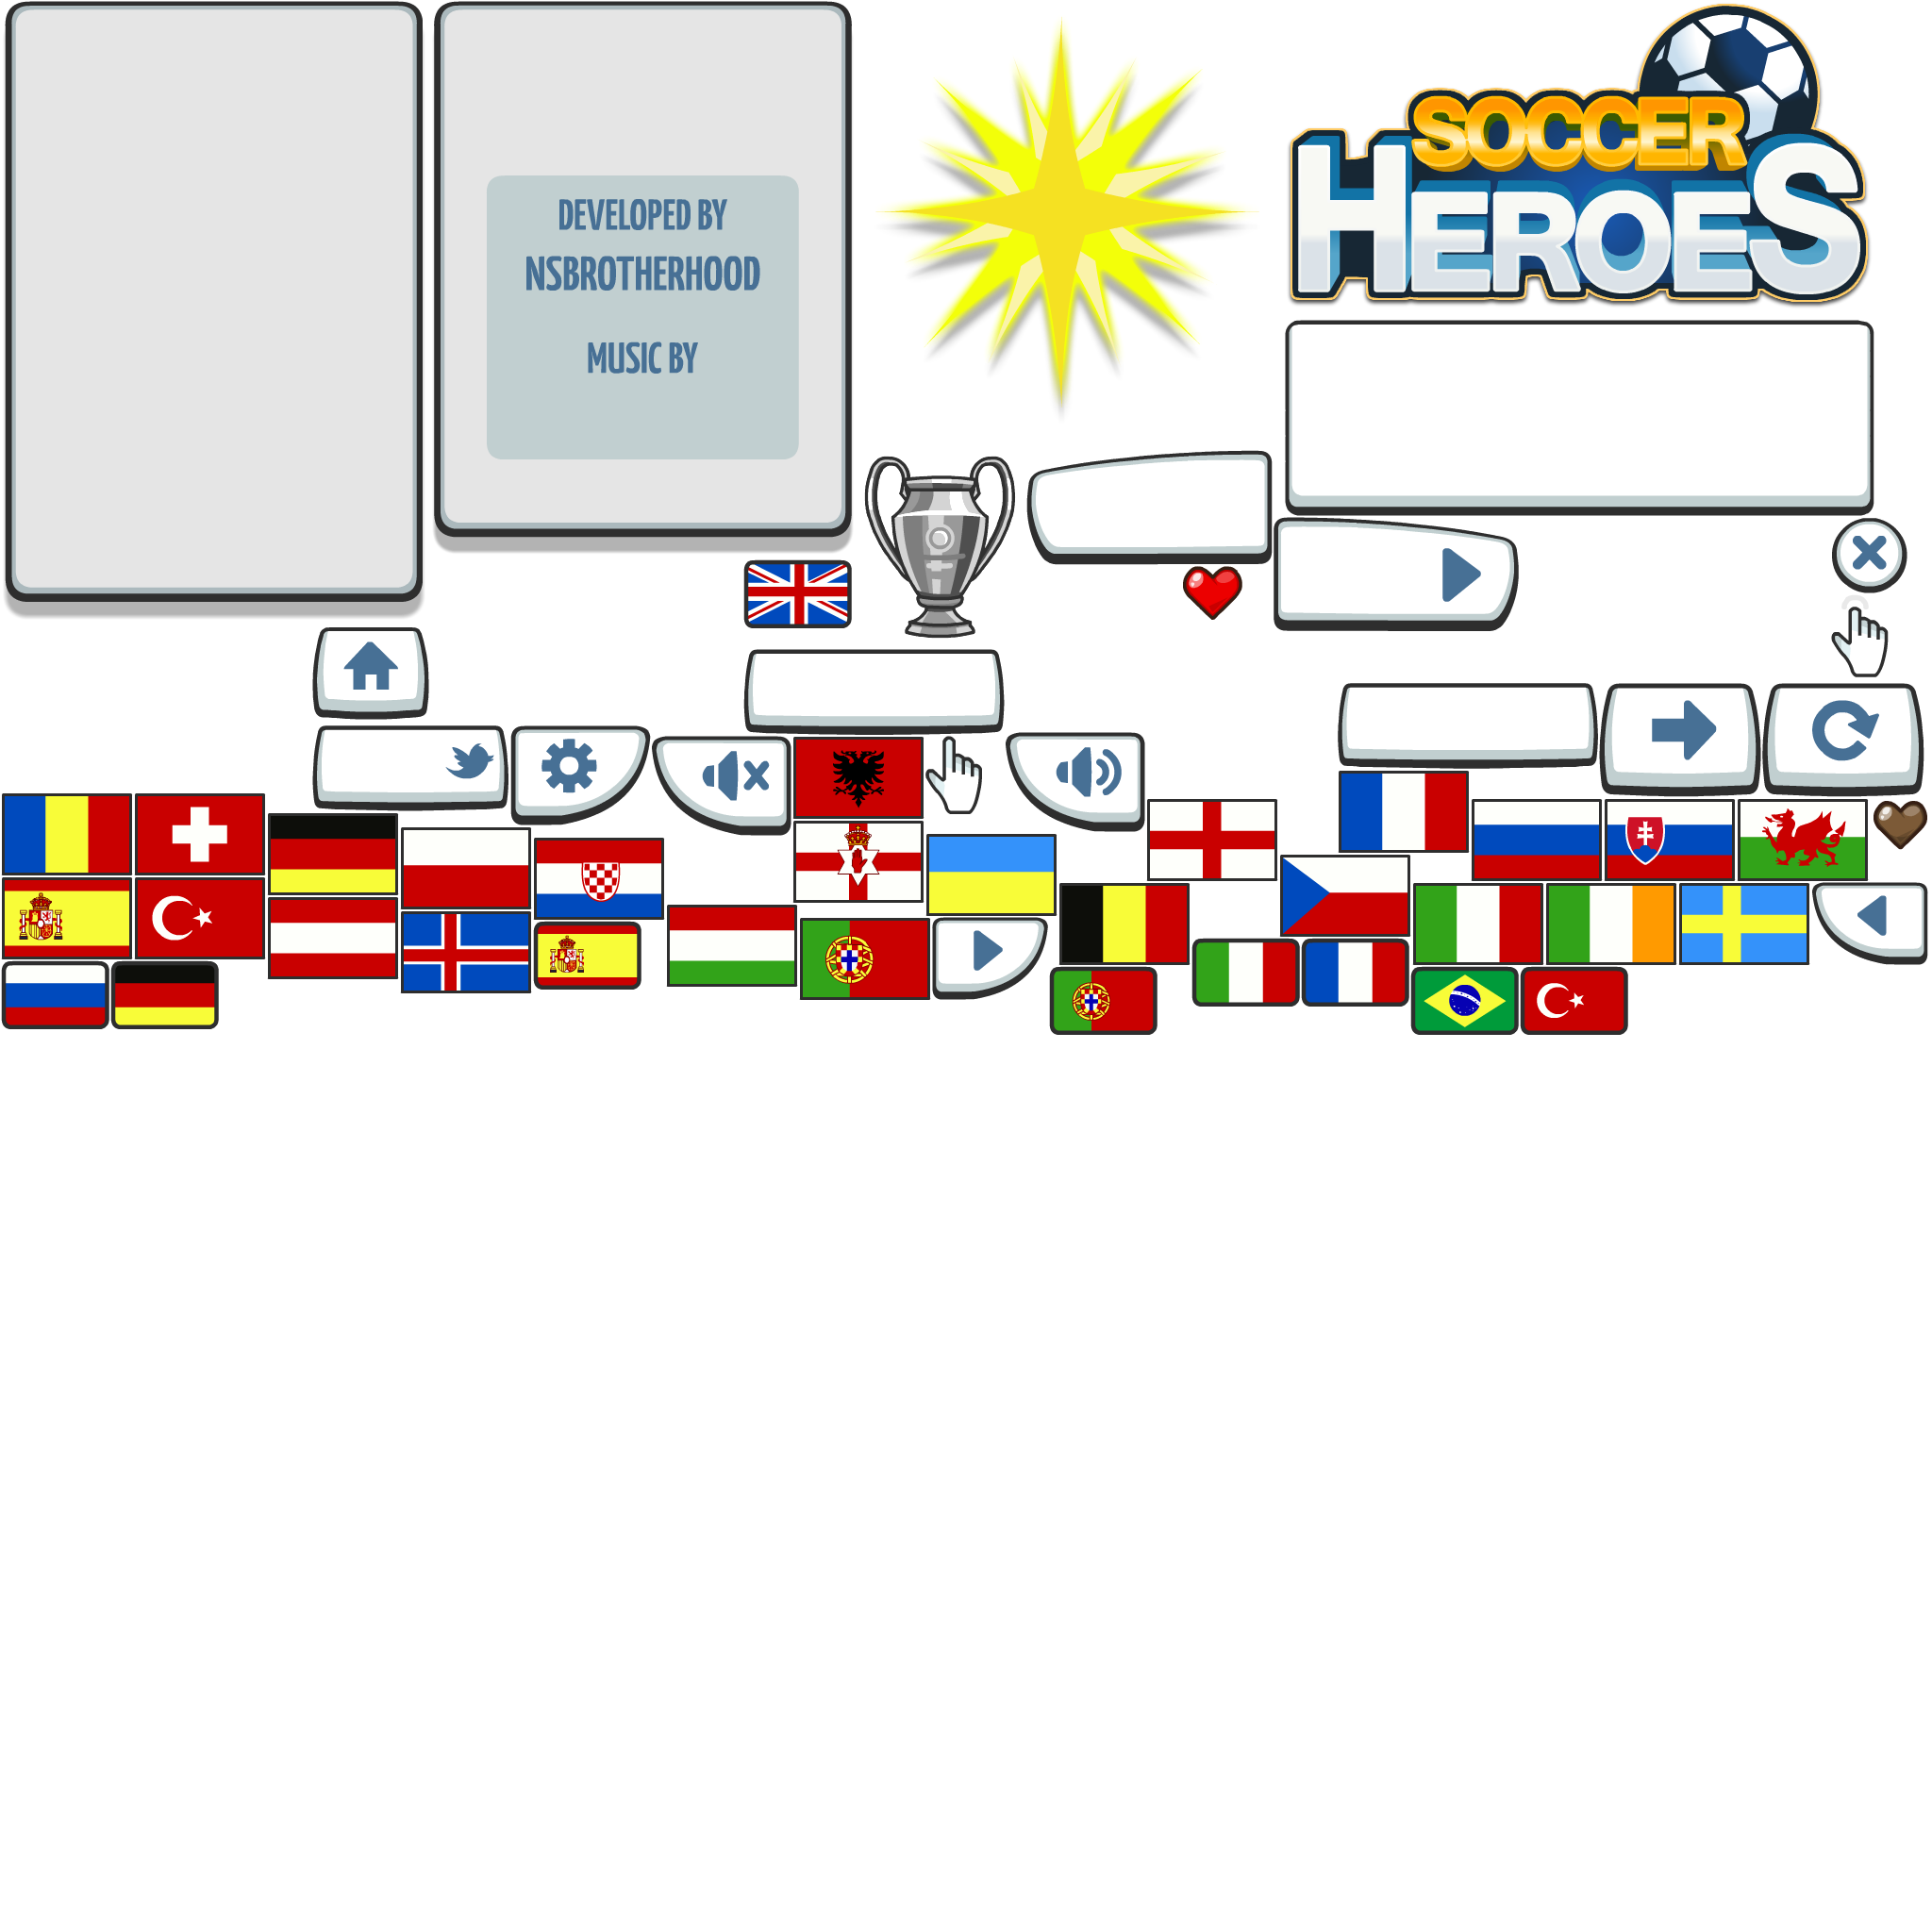 SOCCER
HEROES
DEVELOPED BY
NSBROTHERHOOD
MUSIC BY